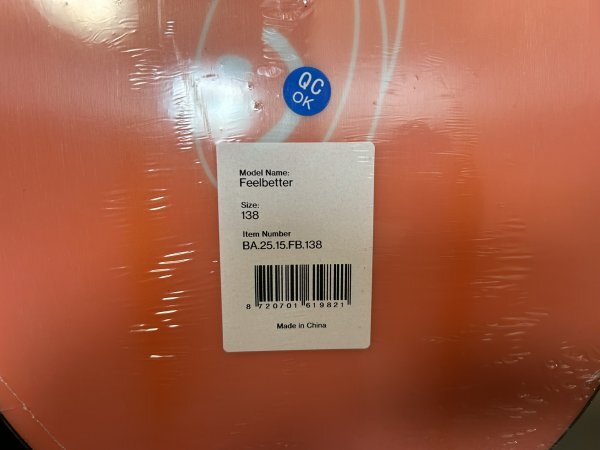 QC
OK
Model Name:
Feelbetter
Size:
138
Item Number
BA.25.15.FB.138
8 720701 619821
Made in China